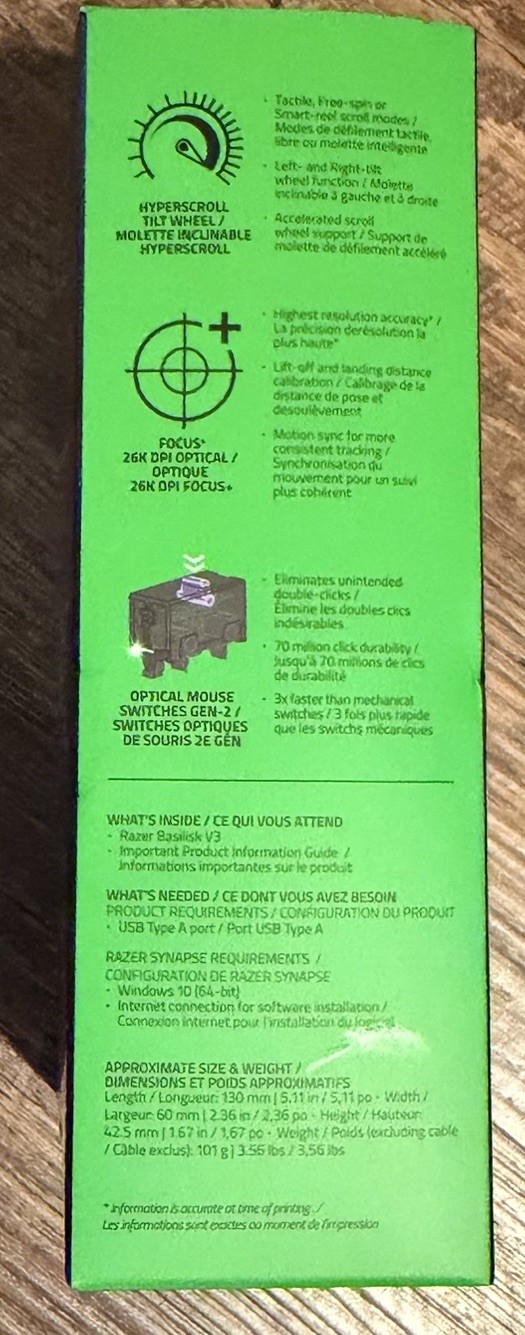 HYPERSCROLL
TILT WHEEL /
MOLETTE INCLINABLE
HYPERSCROLL
· Tactile, Free-spin or
Smart-reel scroll modes /
Modes de défilement tactile,
libre ou molette intelligente
· Left- and Right-tilt
wheel function / Molette
inclinable à gauche et à droite
· Accelerated scroll
wheel support / Support de
molette de défilement accéléré
FOCUS+
26K DPI OPTICAL /
OPTIQUE
26K DPI FOCUS+
· Highest resolution accuracy* /
La précision derésolution la
plus haute*
· Lift-off and landing distance
calibration / Calibrage de la
distance de pose et
desoulèvement
· Motion sync for more
consistent tracking /
Synchronisation du
mouvement pour un suivi
plus cohérent
OPTICAL MOUSE
SWITCHES GEN-2 /
SWITCHES OPTIQUES
DE SOURIS 2E GÉN
· Eliminates unintended
double-clicks /
Élimine les doubles clics
indésirables
· 70 million click durability /
Jusqu'à 70 millions de clics
de durabilité
· 3x faster than mechanical
switches / 3 fois plus rapide
que les switchs mécaniques
WHAT'S INSIDE / CE QUI VOUS ATTEND
· Razer Basilisk V3
· Important Product Information Guide /
Informations importantes sur le produit
WHAT'S NEEDED / CE DONT VOUS AVEZ BESOIN
PRODUCT REQUIREMENTS / CONFIGURATION DU PRODUIT
· USB Type A port / Port USB Type A
RAZER SYNAPSE REQUIREMENTS /
CONFIGURATION DE RAZER SYNAPSE
· Windows 10 (64-bit)
· Internet connection for software installation /
Connexion Internet pour l'installation du logiciel
APPROXIMATE SIZE & WEIGHT /
DIMENSIONS ET POIDS APPROXIMATIFS
Length / Longueur: 130 mm | 5.11 in / 5,11 po · Width /
Largeur: 60 mm | 2.36 in / 2,36 po · Height / Hauteur:
42.5 mm | 1.67 in / 1,67 po · Weight / Poids (excluding cable
/ Câble exclus): 101 g | 3.56 lbs / 3,56 lbs
* Information is accurate at time of printing. /
Les informations sont exactes au moment de l'impression